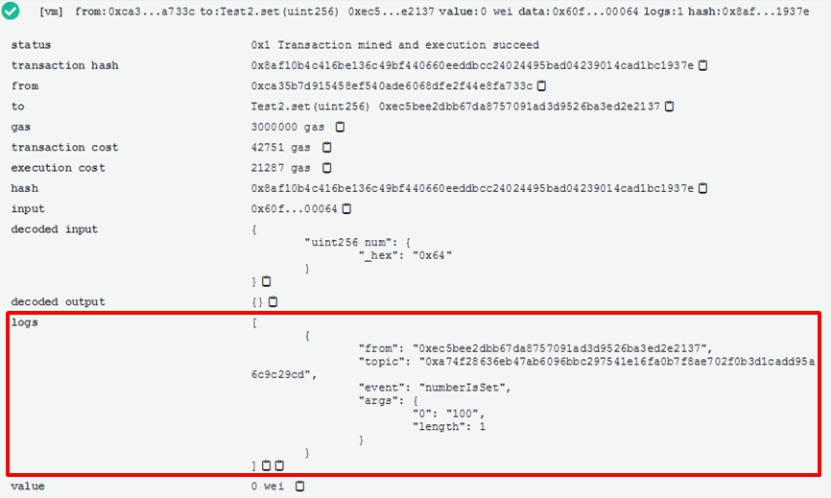 [vm] from:0xca3...a733c to:Test2.set(uint256) 0xec5...e2137 value:0 wei data:0x60f...00064 logs:1 hash:0x8af...1937e
status 0x1 Transaction mined and execution succeed
transaction hash 0x8af10b4c416be136c49bf440660eeddbcc24024495bad04239014cad1bc1937e
from 0xca35b7d915458ef540ade6068dfe2f44e8fa733c
to Test2.set(uint256) 0xec5bee2dbb67da8757091ad3d9526ba3ed2e2137
gas 3000000 gas
transaction cost 42751 gas
execution cost 21287 gas
hash 0x8af10b4c416be136c49bf440660eeddbcc24024495bad04239014cad1bc1937e
input 0x60f...00064
decoded input {
"uint256 num": {
"_hex": "0x64"
}
}
decoded output {}
logs [
{
"from": "0xec5bee2dbb67da8757091ad3d9526ba3ed2e2137",
"topic": "0xa74f28636eb47ab6096bbc297541e16fa0b7f8ae702f0b3d1cadd95a
6c9c29cd",
"event": "numberIsSet",
"args": {
"0": "100",
"length": 1
}
}
]
value 0 wei